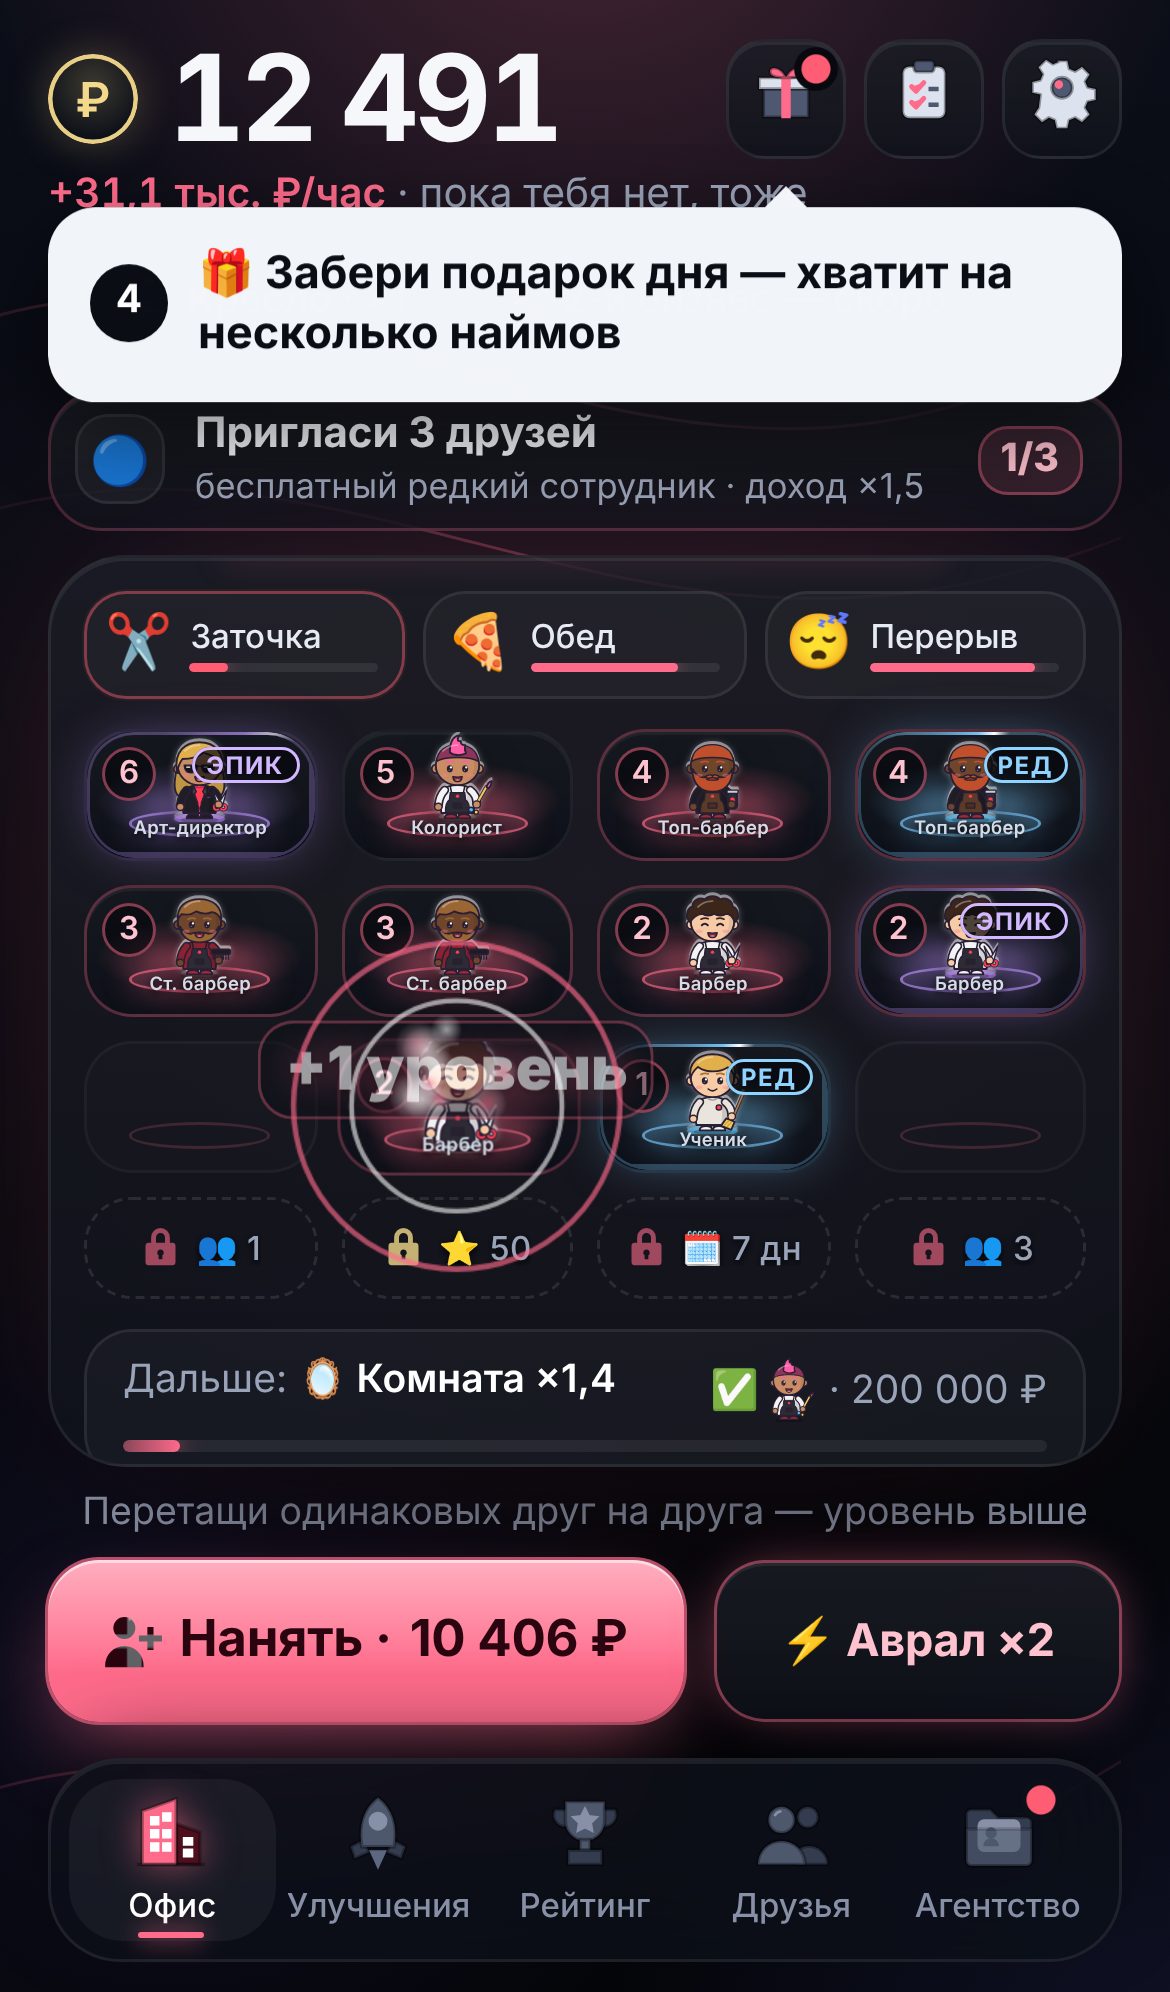 ₽ 12 491
+31,1 тыс. ₽/час · пока тебя нет, тоже
4
Забери подарок дня — хватит на
несколько наймов
Пригласи 3 друзей
бесплатный редкий сотрудник · доход ×1,5
1/3
Заточка
Обед
Перерыв
6 ЭПИК
Арт-директор
5
Колорист
4
Топ-барбер
4 РЕД
Топ-барбер
3
Ст. барбер
3
Ст. барбер
2
Барбер
2 ЭПИК
Барбер
+1 уровень
2
Барбер
1 РЕД
Ученик
1
50
7 дн
3
Дальше: Комната ×1,4
· 200 000 ₽
Перетащи одинаковых друг на друга — уровень выше
Нанять · 10 406 ₽
Аврал ×2
Офис
Улучшения
Рейтинг
Друзья
Агентство